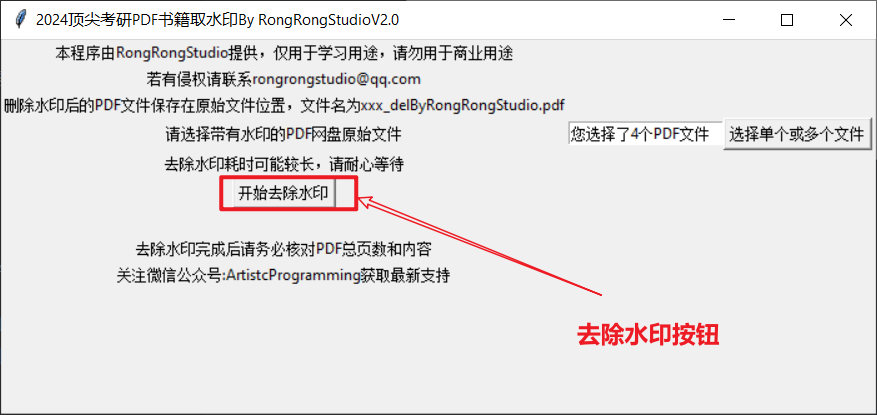 2024顶尖考研PDF书籍取水印By RongRongStudioV2.0
本程序由RongRongStudio提供，仅用于学习用途，请勿用于商业用途
若有侵权请联系rongrongstudio@qq.com
删除水印后的PDF文件保存在原始文件位置，文件名为xxx_delByRongRongStudio.pdf
请选择带有水印的PDF网盘原始文件 您选择了4个PDF文件 选择单个或多个文件
去除水印耗时可能较长，请耐心等待
开始去除水印
去除水印完成后请务必核对PDF总页数和内容
关注微信公众号:ArtistcProgramming获取最新支持
去除水印按钮